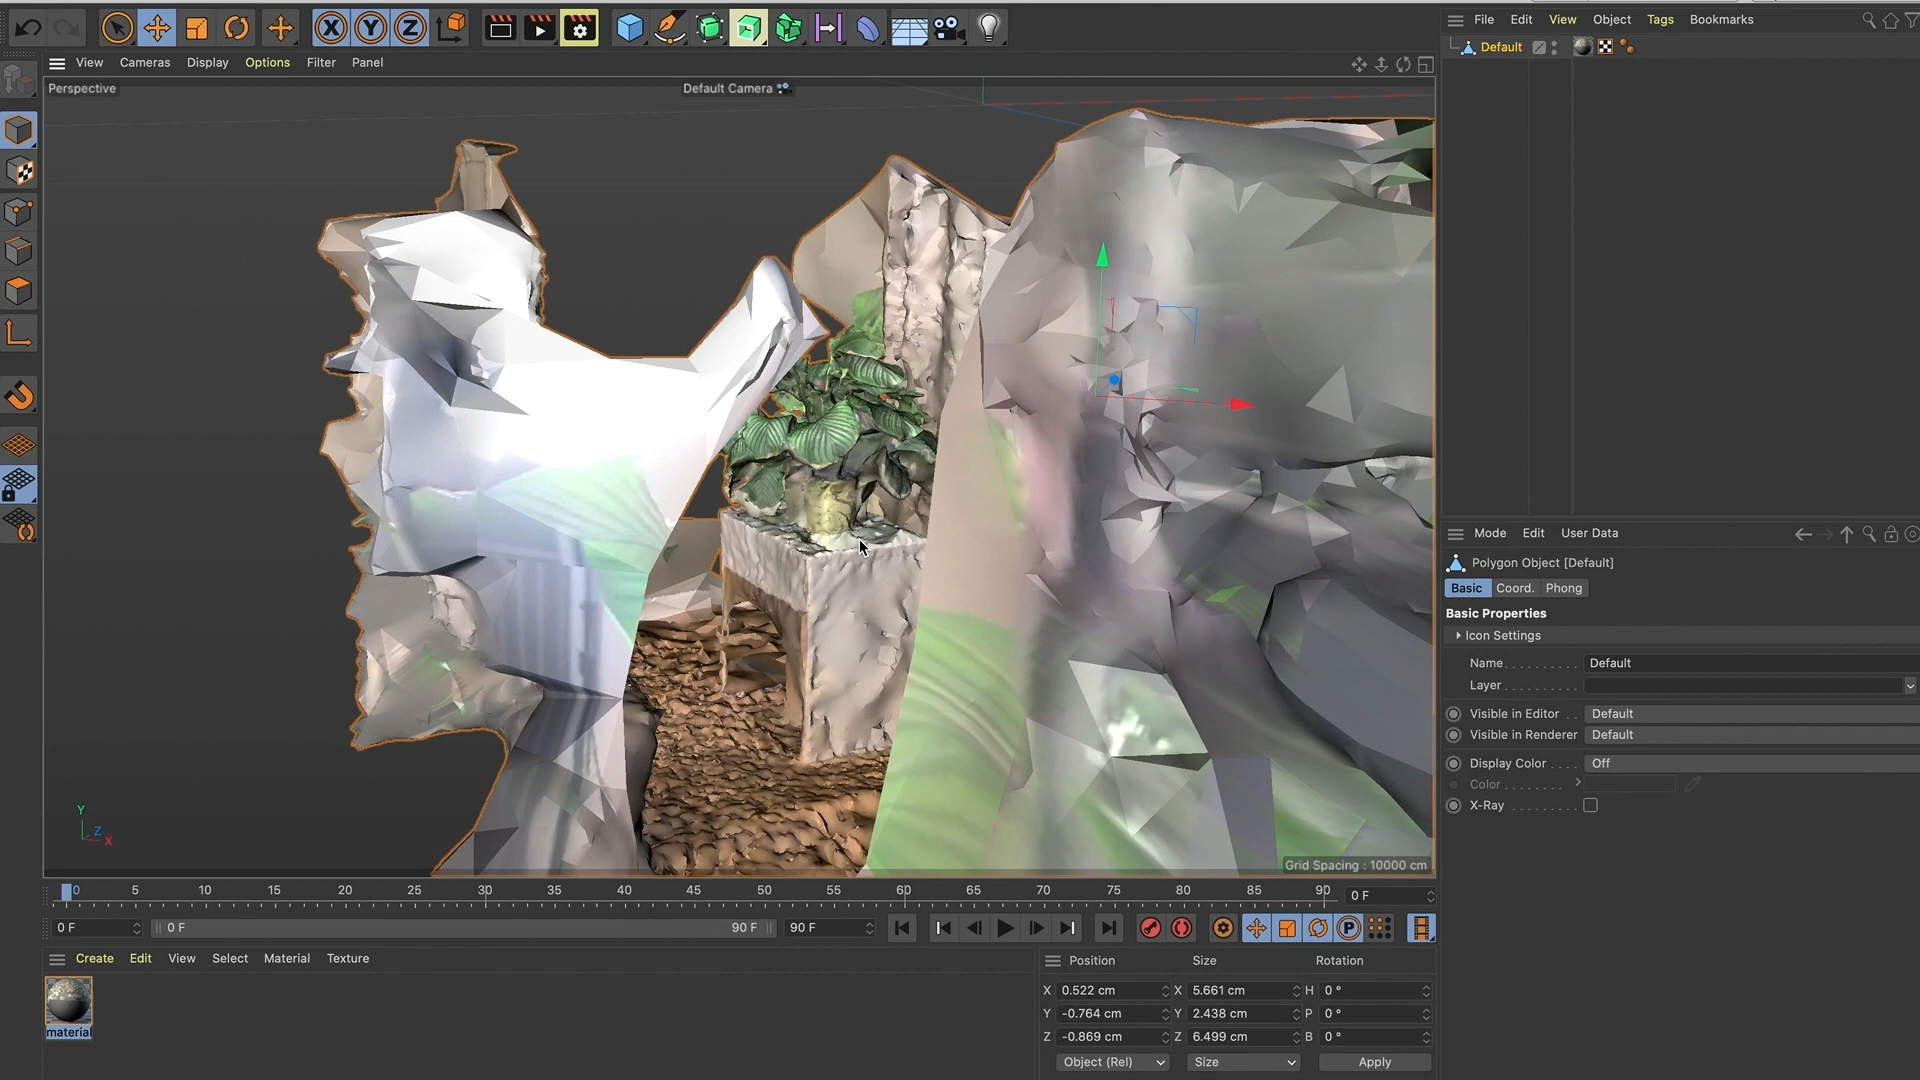 X Y Z
File Edit View Object Tags Bookmarks
Default
View Cameras Display Options Filter Panel
Perspective
Default Camera
Y
Z
X
Grid Spacing : 10000 cm
0 5 10 15 20 25 30 35 40 45 50 55 60 65 70 75 80 85 90
0 F
0 F 0 F 90 F 90 F
P
Create Edit View Select Material Texture
material
Position Size Rotation
X 0.522 cm X 5.661 cm H 0 °
Y -0.764 cm Y 2.438 cm P 0 °
Z -0.869 cm Z 6.499 cm B 0 °
Object (Rel) Size Apply
Mode Edit User Data
Polygon Object [Default]
Basic Coord. Phong
Basic Properties
Icon Settings
Name . . . . . . . . . . Default
Layer . . . . . . . . . .
Visible in Editor . . Default
Visible in Renderer Default
Display Color . . . . Off
Color . . . . . . . .
X-Ray . . . . . . . . .